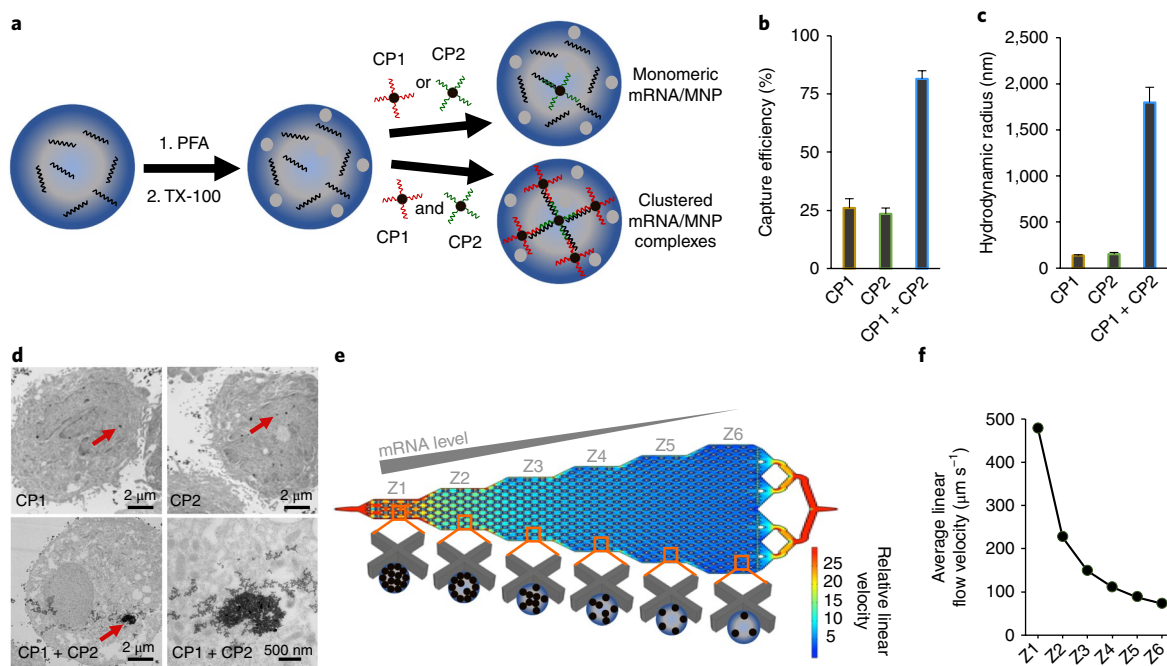 a
1. PFA
2. TX-100
CP1
or
CP2
CP1
and
CP2
Monomeric
mRNA/MNP
Clustered
mRNA/MNP
complexes
b
Capture efficiency (%)
100
75
50
25
0
CP1
CP2
CP1 + CP2
c
Hydrodynamic radius (nm)
2,500
2,000
1,500
1,000
500
0
CP1
CP2
CP1 + CP2
d
CP1
2 µm
CP2
2 µm
CP1 + CP2
2 µm
CP1 + CP2
500 nm
e
mRNA level
Z1
Z2
Z3
Z4
Z5
Z6
25
20
15
10
5
Relative linear
velocity
f
Average linear
flow velocity (µm s⁻¹)
500
400
300
200
100
0
Z1
Z2
Z3
Z4
Z5
Z6